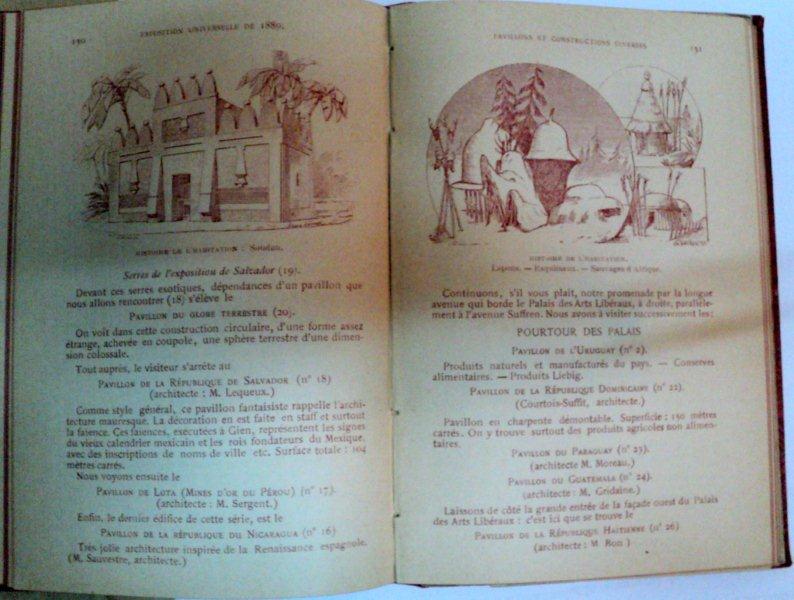 150
EXPOSITION UNIVERSELLE DE 1889.
HISTOIRE DE L'HABITATION : Soudan.
Serres de l'exposition de Salvador (19).
Devant ces serres exotiques, dépendances d'un pavillon que
nous allons rencontrer (18) s'élève le
PAVILLON DU GLOBE TERRESTRE (20).
On voit dans cette construction circulaire, d'une forme assez
étrange, achevée en coupole, une sphère terrestre d'une dimen-
sion colossale.
Tout auprès, le visiteur s'arrête au
PAVILLON DE LA RÉPUBLIQUE DE SALVADOR (n° 18)
(architecte : M. Lequeux.)
Comme style général, ce pavillon fantaisiste rappelle l'archi-
tecture mauresque. La décoration en est faite en staff et surtout
la faïence. Ces faïences, exécutées à Gien, représentent les signes
du vieux calendrier mexicain et les rois fondateurs du Mexique,
avec des inscriptions de noms de ville etc. Surface totale : 104
mètres carrés.
Nous voyons ensuite le
PAVILLON DE LOTA (MINES D'OR DU PÉROU) (n° 17).
(architecte : M. Sergent.)
Enfin, le dernier édifice de cette série, est le
PAVILLON DE LA RÉPUBLIQUE DU NICARAGUA (n° 16)
Très jolie architecture inspirée de la Renaissance espagnole.
(M. Sauvestre, architecte.)
PAVILLONS ET CONSTRUCTIONS DIVERSES
151
HISTOIRE DE L'HABITATION.
Lapons. — Esquimaux. — Sauvages d'Afrique.
Continuons, s'il vous plait, notre promenade par la longue
avenue qui borde le Palais des Arts Libéraux, à droite, parallele-
ment à l'avenue Suffren. Nous avons à visiter successivement les:
POURTOUR DES PALAIS
PAVILLON DE L'URUGUAY (n° 2).
Produits naturels et manufacturés du pays. — Conserves
alimentaires. — Produits Liebig.
PAVILLON DE LA RÉPUBLIQUE DOMINICAINE (n° 22).
(Courtois-Suffit, architecte.)
Pavillon en charpente démontable. Superficie : 150 mètres
carrés. On y trouve surtout des produits agricoles non alimen-
taires.
PAVILLON DU PARAGUAY (n° 23).
(architecte M. Moreau.)
PAVILLON DU GUATEMALA (n° 24).
(architecte : M. Gridaine.)
Laissons de côté la grande entrée de la façade ouest du Palais
des Arts Libéraux : c'est ici que se trouve le
PAVILLON DE LA RÉPUBLIQUE HAITIENNE (n° 26)
(architecte : M. Bon )